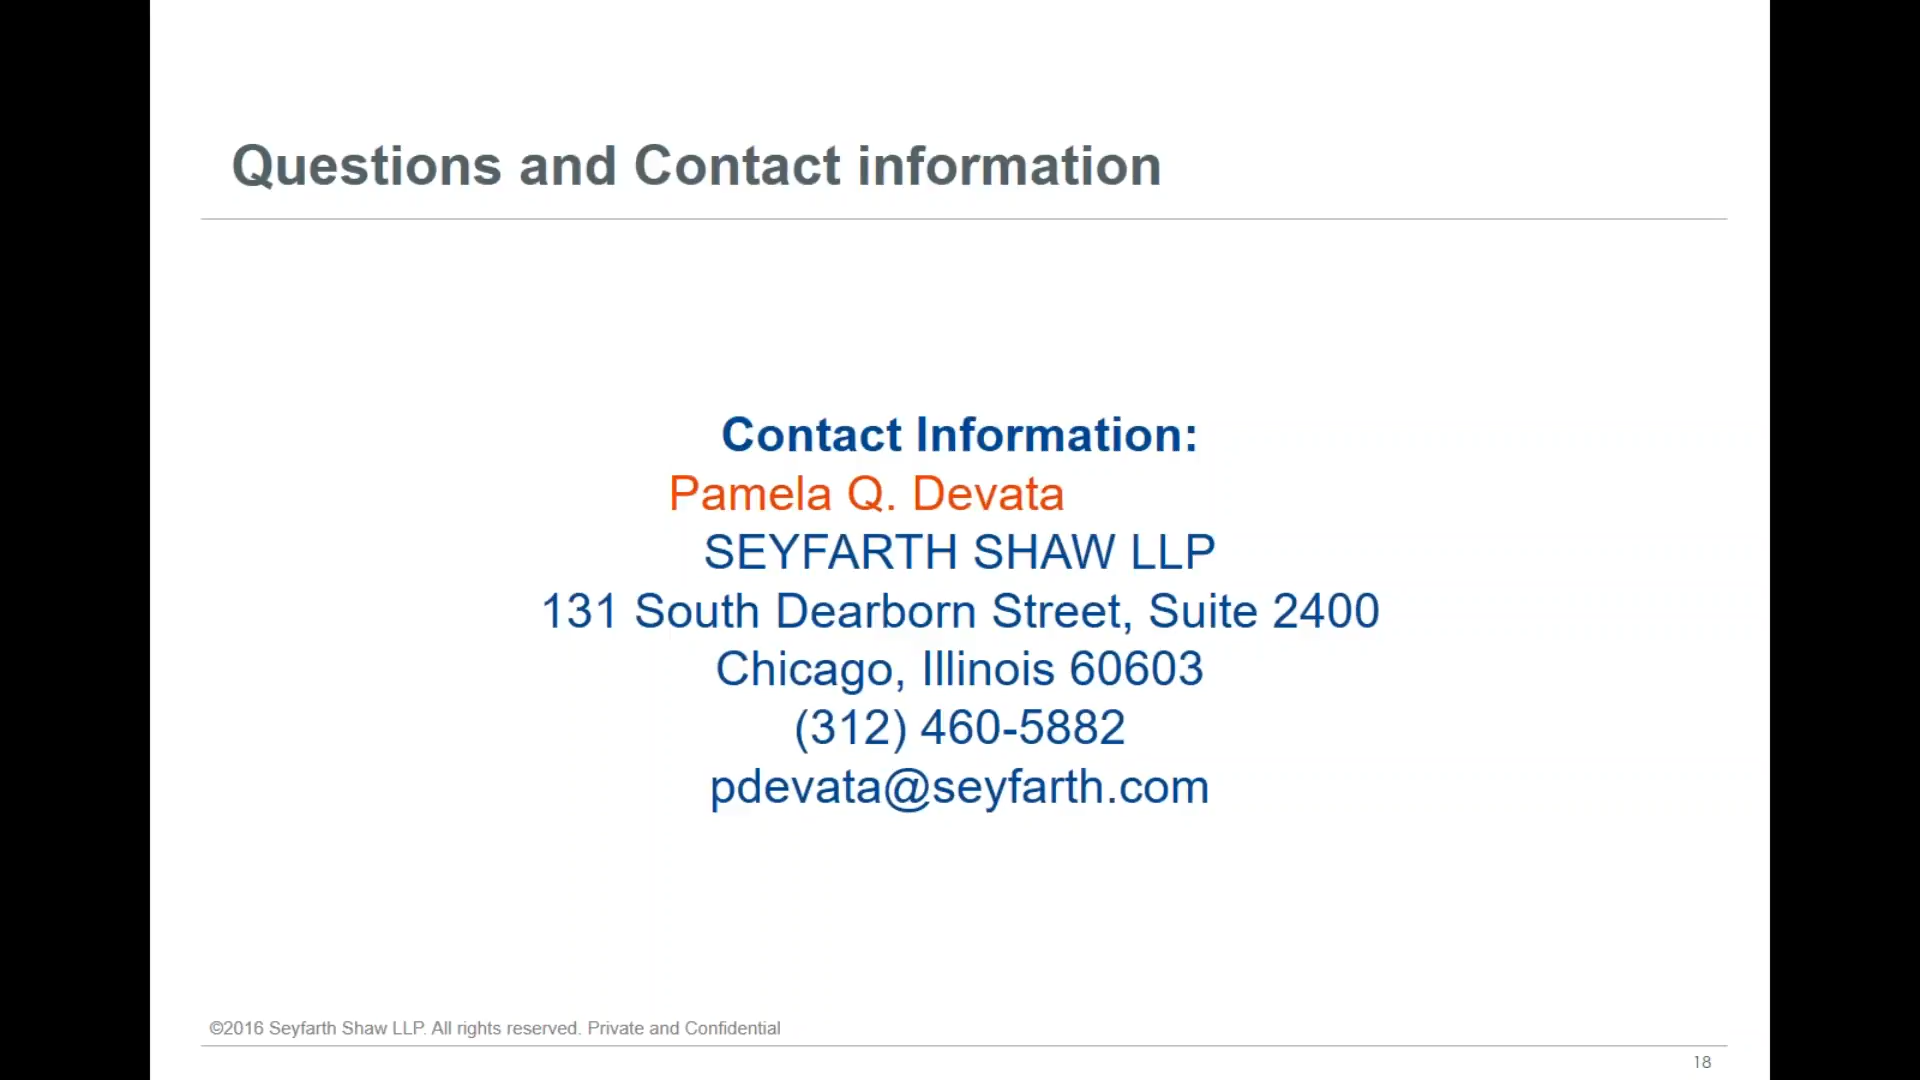 Questions and Contact information
Contact Information:
Pamela Q. Devata
SEYFARTH SHAW LLP
131 South Dearborn Street, Suite 2400
Chicago, Illinois 60603
(312) 460-5882
pdevata@seyfarth.com
©2016 Seyfarth Shaw LLP. All rights reserved. Private and Confidential
18